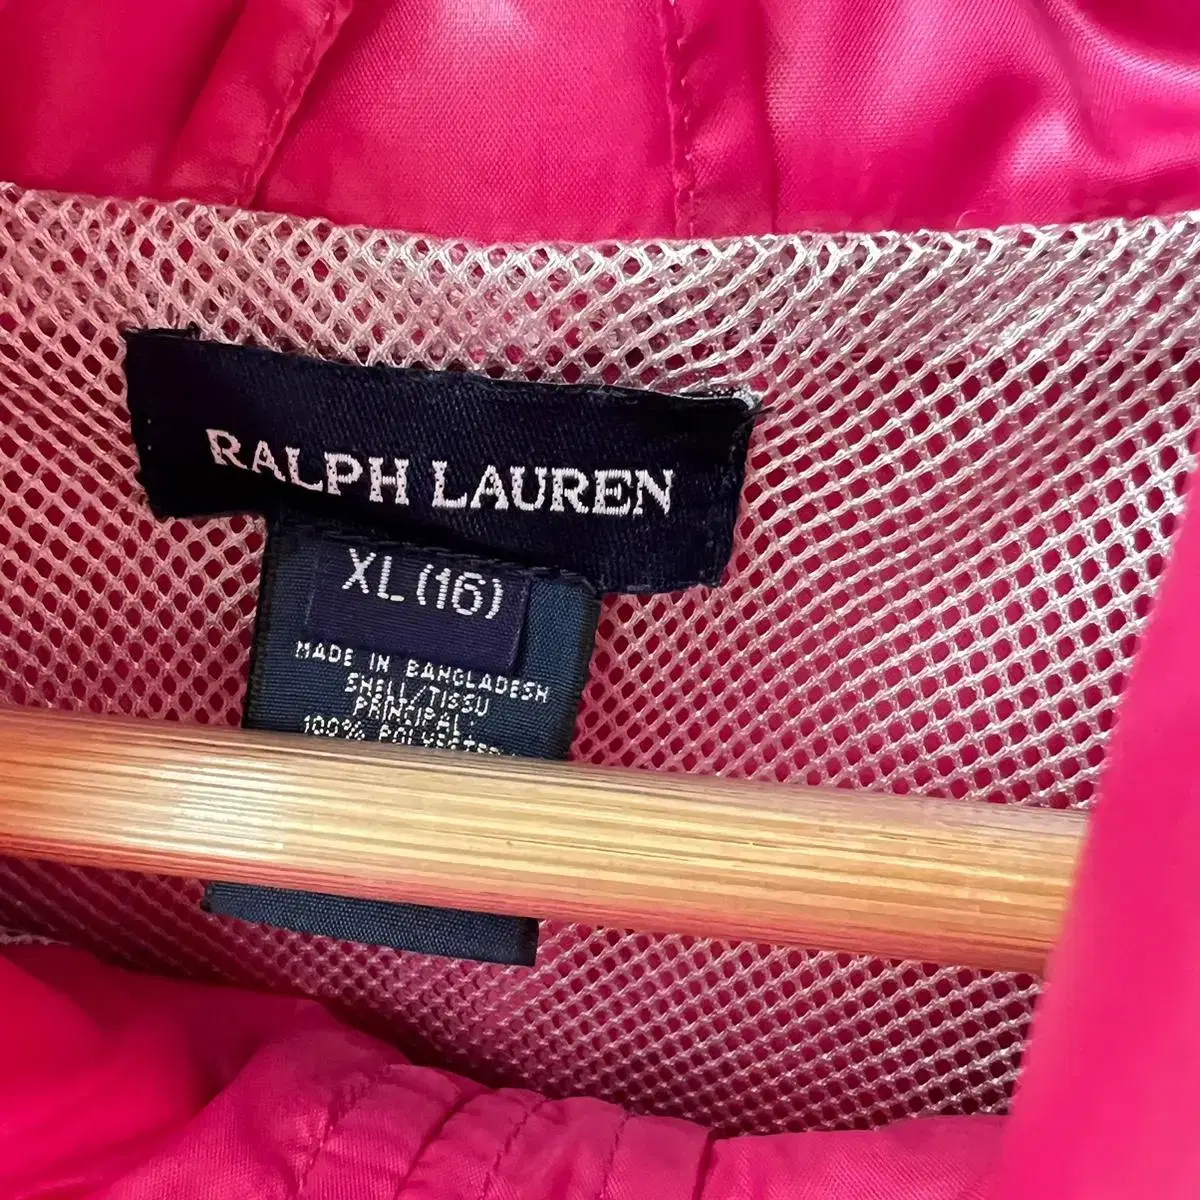 RALPH LAUREN
XL (16)
MADE IN BANGLADESH
SHELL/TISSU
PRINCIPAL:
100% POLYESTER